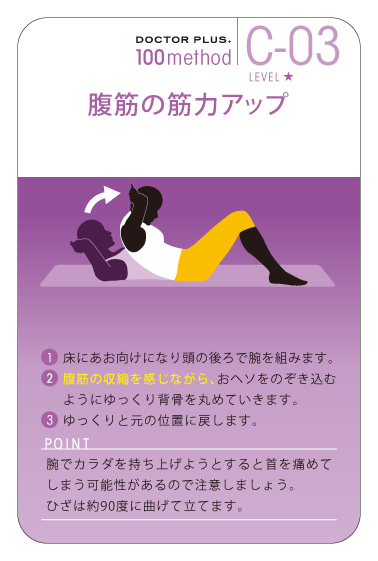 DOCTOR PLUS.
100method
C-03
LEVEL ★
腹筋の筋力アップ
1 床にあお向けになり頭の後ろで腕を組みます。
2 腹筋の収縮を感じながら、おヘソをのぞき込む
ようにゆっくり背骨を丸めていきます。
3 ゆっくりと元の位置に戻します。
POINT
腕でカラダを持ち上げようとすると首を痛めて
しまう可能性があるので注意しましょう。
ひざは約90度に曲げて立てます。